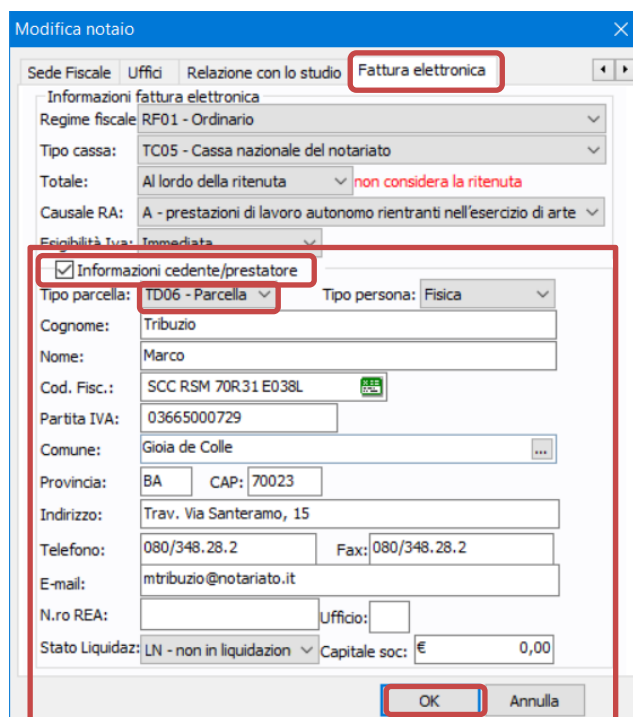 Modifica notaio
Sede Fiscale Uffici Relazione con lo studio Fattura elettronica
Informazioni fattura elettronica
Regime fiscale RF01 - Ordinario
Tipo cassa: TC05 - Cassa nazionale del notariato
Totale: Al lordo della ritenuta non considera la ritenuta
Causale RA: A - prestazioni di lavoro autonomo rientranti nell'esercizio di arte
Esigibilità Iva: Immediata
Informazioni cedente/prestatore
Tipo parcella: TD06 - Parcella Tipo persona: Fisica
Cognome: Tribuzio
Nome: Marco
Cod. Fisc.: SCC RSM 70R31 E038L
Partita IVA: 03665000729
Comune: Gioia de Colle ...
Provincia: BA CAP: 70023
Indirizzo: Trav. Via Santeramo, 15
Telefono: 080/348.28.2 Fax: 080/348.28.2
E-mail: mtribuzio@notariato.it
N.ro REA: Ufficio:
Stato Liquidaz: LN - non in liquidazion Capitale soc: € 0,00
OK Annulla